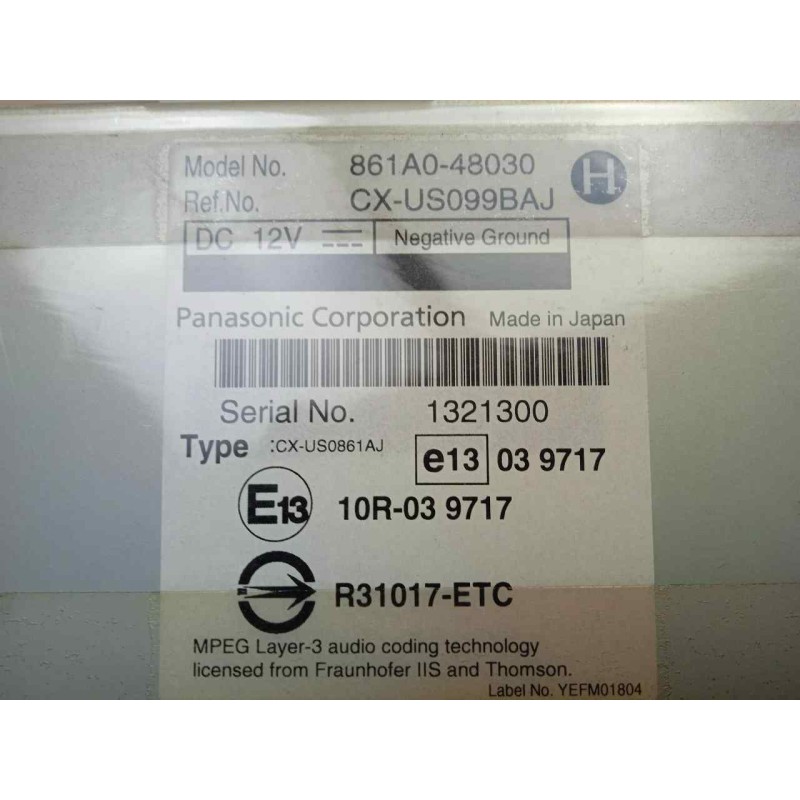 Model No. 861A0-48030 H
Ref.No. CX-US099BAJ
DC 12V Negative Ground
Panasonic Corporation Made in Japan
Serial No. 1321300
Type :CX-US0861AJ e13 03 9717
E13 10R-03 9717
R31017-ETC
MPEG Layer-3 audio coding technology
licensed from Fraunhofer IIS and Thomson.
Label No. YEFM01804